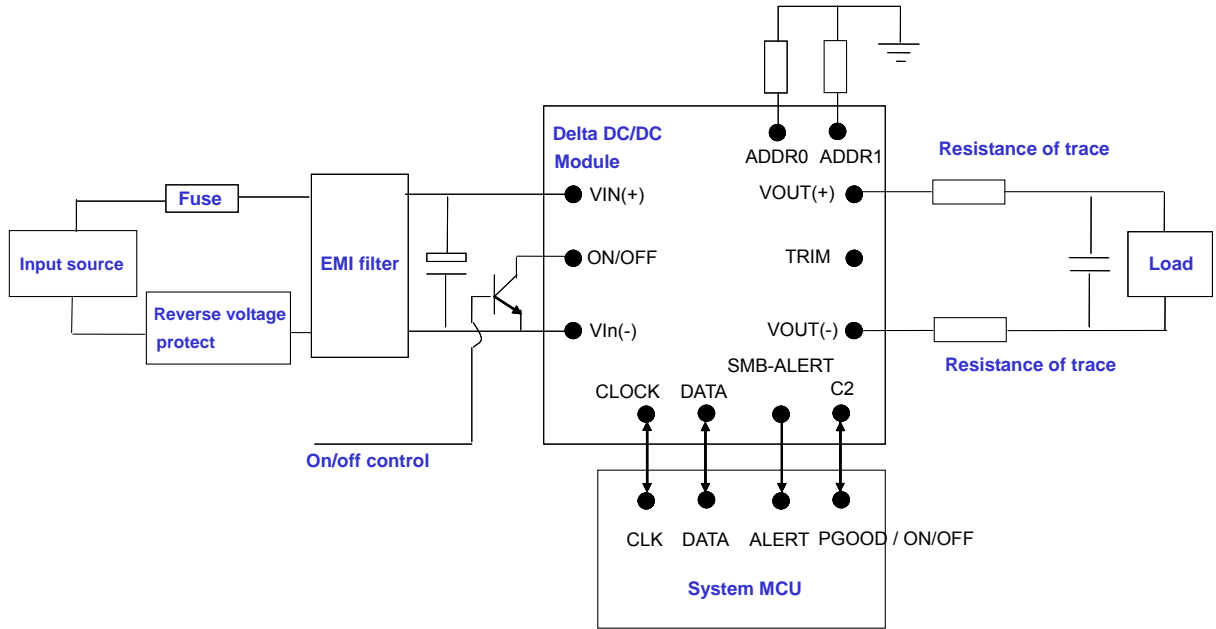 Delta DC/DC
Module
ADDR0 ADDR1
Resistance of trace
Fuse
VIN(+)
VOUT(+)
Input source
EMI filter
ON/OFF
TRIM
Load
Reverse voltage
protect
VIn(-)
VOUT(-)
SMB-ALERT
Resistance of trace
CLOCK DATA
C2
On/off control
CLK DATA ALERT PGOOD / ON/OFF
System MCU